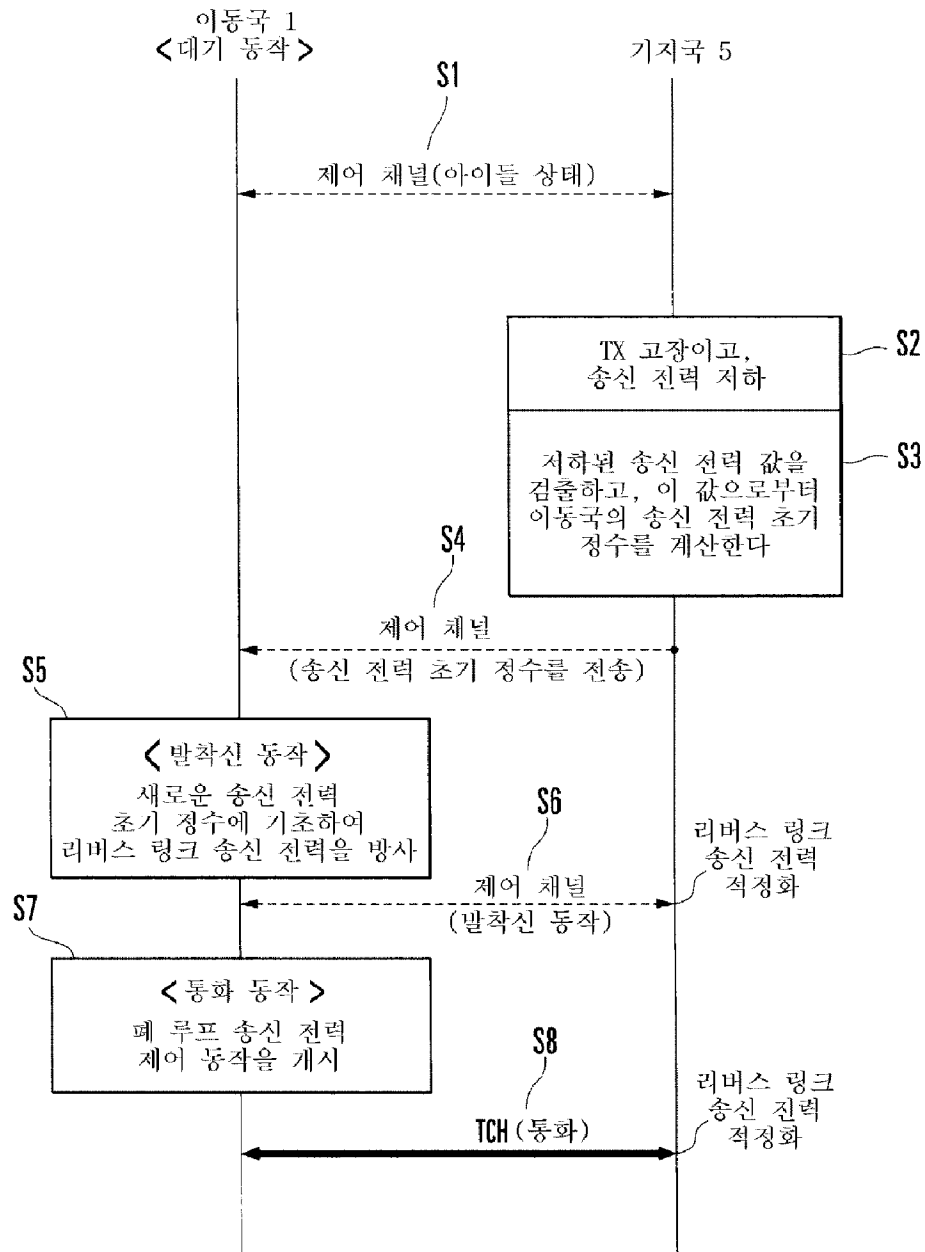 이동국 1
<대기 동작>
기지국 5
S1
제어 채널(아이들 상태)
S2
TX 고장이고,
송신 전력 저하
S3
저하된 송신 전력 값을
검출하고, 이 값으로부터
이동국의 송신 전력 초기
정수를 계산한다
S4
제어 채널
(송신 전력 초기 정수를 전송)
S5
<발착신 동작>
새로운 송신 전력
초기 정수에 기초하여
리버스 링크 송신 전력을 방사
S6
제어 채널
(발착신 동작)
리버스 링크
송신 전력
적정화
S7
<통화 동작>
폐 루프 송신 전력
제어 동작을 개시
S8
TCH (통화)
리버스 링크
송신 전력
적정화